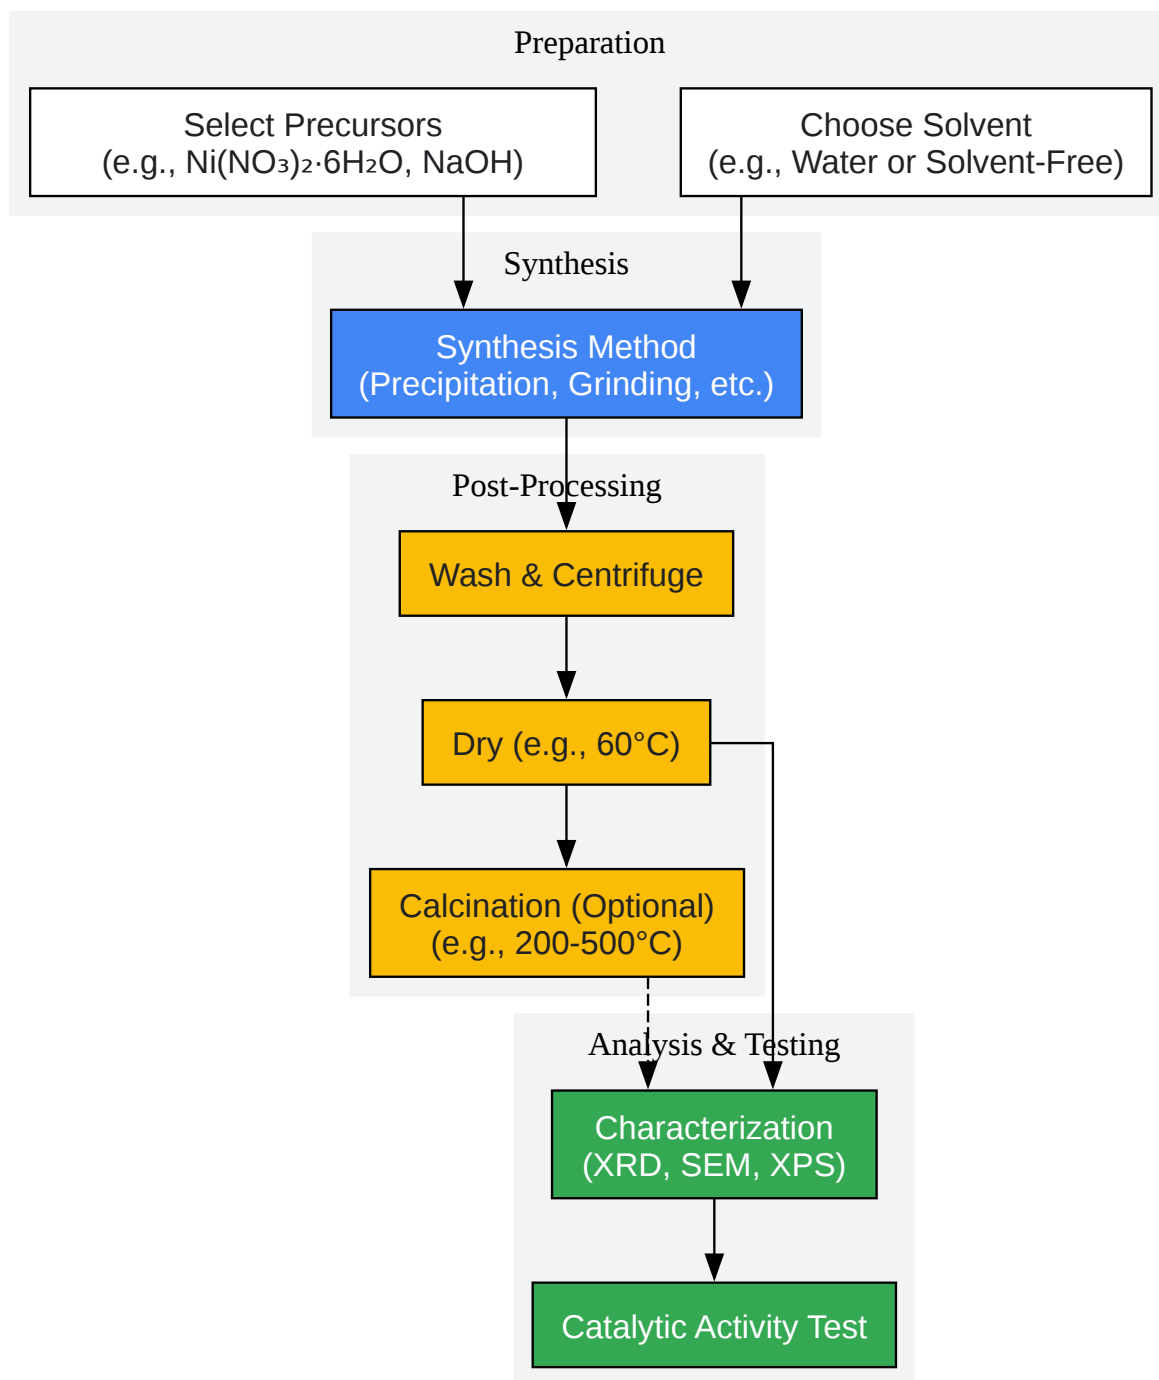 Preparation
Select Precursors
(e.g., Ni(NO₃)₂·6H₂O, NaOH)
Choose Solvent
(e.g., Water or Solvent-Free)
Synthesis
Synthesis Method
(Precipitation, Grinding, etc.)
Post-Processing
Wash & Centrifuge
Dry (e.g., 60°C)
Calcination (Optional)
(e.g., 200-500°C)
Analysis & Testing
Characterization
(XRD, SEM, XPS)
Catalytic Activity Test